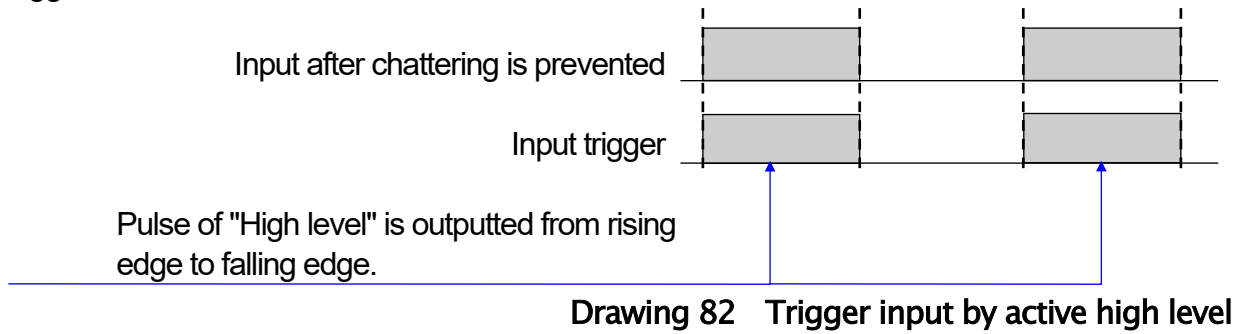 Input after chattering is prevented
Input trigger
Pulse of "High level" is outputted from rising
edge to falling edge.
Drawing 82 Trigger input by active high level